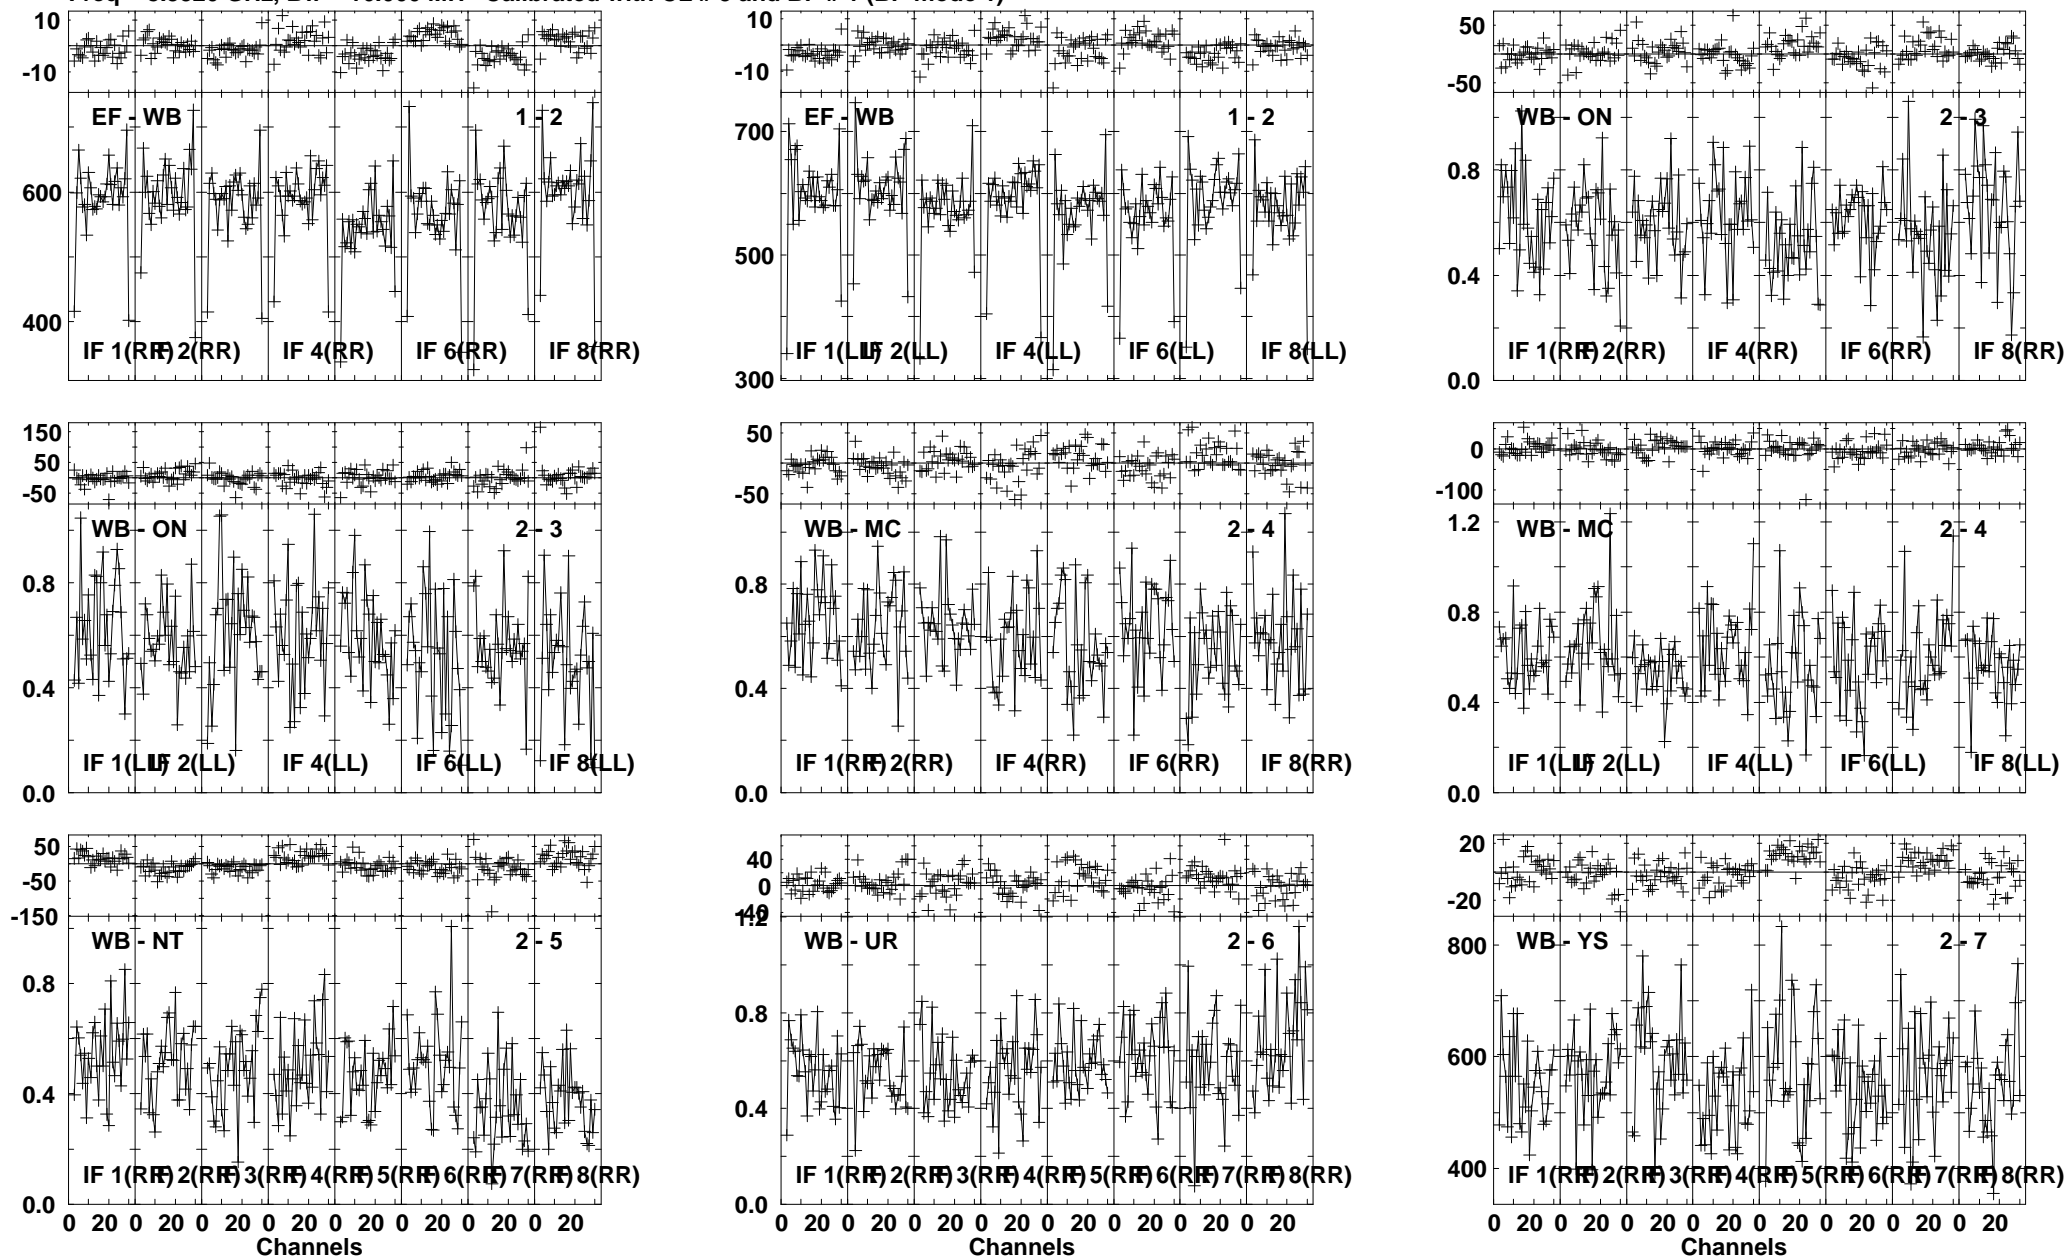 10
-10
EF - WB 1 - 2
600
400
IF 1(RR) IF 2(RR) IF 4(RR) IF 6(RR) IF 8(RR)
10
-10
EF - WB 1 - 2
700
500
300
IF 1(LL) IF 2(LL) IF 4(LL) IF 6(LL) IF 8(LL)
50
-50
WB - ON 2 - 3
0.8
0.4
0.0
IF 1(RR) IF 2(RR) IF 4(RR) IF 6(RR) IF 8(RR)
150
50
-50
WB - ON 2 - 3
0.8
0.4
0.0
IF 1(LL) IF 2(LL) IF 4(LL) IF 6(LL) IF 8(LL)
50
-50
WB - MC 2 - 4
0.8
0.4
0.0
IF 1(RR) IF 2(RR) IF 4(RR) IF 6(RR) IF 8(RR)
0
-100
WB - MC 2 - 4
1.2
0.8
0.4
0.0
IF 1(LL) IF 2(LL) IF 4(LL) IF 6(LL) IF 8(LL)
50
-50
-150
WB - NT 2 - 5
0.8
0.4
0.0
IF 1(RR) IF 2(RR) IF 3(RR) IF 4(RR) IF 5(RR) IF 6(RR) IF 7(RR) IF 8(RR)
0 20 0 20 0 20 0 20 0 20 0 20 0 20 0 20
Channels
40
0
-40
1.2
WB - UR 2 - 6
0.8
0.4
0.0
IF 1(RR) IF 2(RR) IF 3(RR) IF 4(RR) IF 5(RR) IF 6(RR) IF 7(RR) IF 8(RR)
0 20 0 20 0 20 0 20 0 20 0 20 0 20 0 20
Channels
20
-20
WB - YS 2 - 7
800
600
400
IF 1(RR) IF 2(RR) IF 3(RR) IF 4(RR) IF 5(RR) IF 6(RR) IF 7(RR) IF 8(RR)
0 20 0 20 0 20 0 20 0 20 0 20 0 20 0 20
Channels